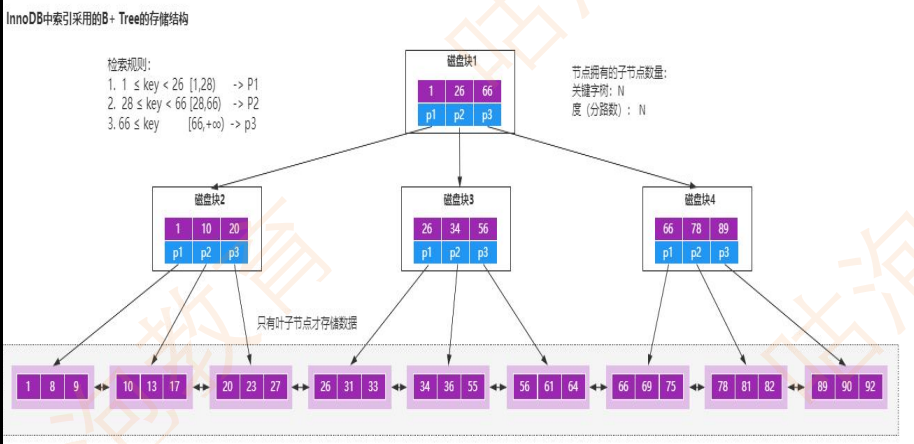 InnoDB中索引采用的B+ Tree的存储结构
检索规则：
1. 1 ≤ key < 26 [1,28) -> P1
2. 28 ≤ key < 66 [28,66) -> P2
3. 66 ≤ key [66,+∞) -> p3
节点拥有的子节点数量：
关键字树：N
度（分路数）：N
磁盘块1
1 26 66
p1 p2 p3
磁盘块2
1 10 20
p1 p2 p3
磁盘块3
26 34 56
p1 p2 p3
磁盘块4
66 78 89
p1 p2 p3
只有叶子节点才存储数据
1 8 9 10 13 17 20 23 27 26 31 33 34 36 55 56 61 64 66 69 75 78 81 82 89 90 92